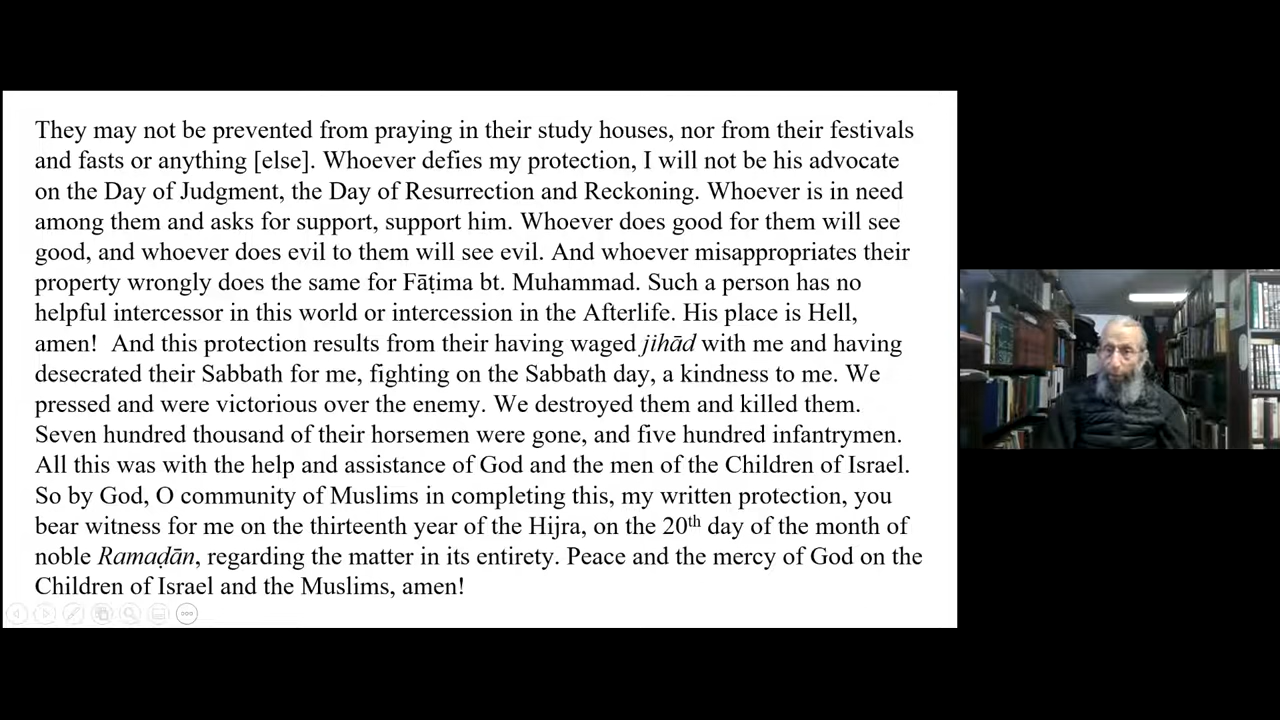 They may not be prevented from praying in their study houses, nor from their festivals
and fasts or anything [else]. Whoever defies my protection, I will not be his advocate
on the Day of Judgment, the Day of Resurrection and Reckoning. Whoever is in need
among them and asks for support, support him. Whoever does good for them will see
good, and whoever does evil to them will see evil. And whoever misappropriates their
property wrongly does the same for Fāṭima bt. Muhammad. Such a person has no
helpful intercessor in this world or intercession in the Afterlife. His place is Hell,
amen!  And this protection results from their having waged jihād with me and having
desecrated their Sabbath for me, fighting on the Sabbath day, a kindness to me. We
pressed and were victorious over the enemy. We destroyed them and killed them.
Seven hundred thousand of their horsemen were gone, and five hundred infantrymen.
All this was with the help and assistance of God and the men of the Children of Israel.
So by God, O community of Muslims in completing this, my written protection, you
bear witness for me on the thirteenth year of the Hijra, on the 20th day of the month of
noble Ramaḍān, regarding the matter in its entirety. Peace and the mercy of God on the
Children of Israel and the Muslims, amen!